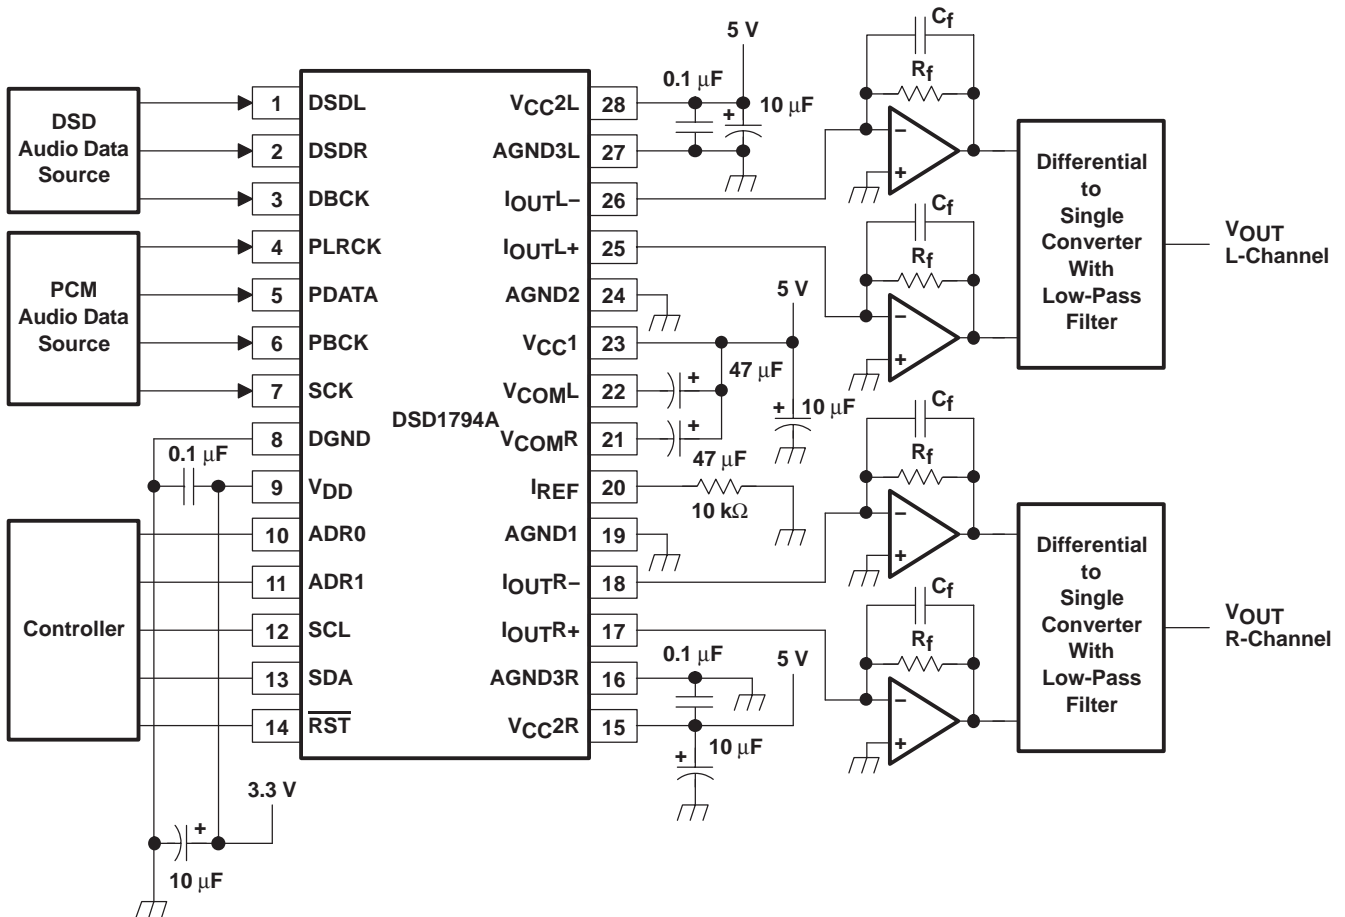 DSD
Audio Data
Source
PCM
Audio Data
Source
Controller
1 DSDL
2 DSDR
3 DBCK
4 PLRCK
5 PDATA
6 PBCK
7 SCK
8 DGND
9 VDD
10 ADR0
11 ADR1
12 SCL
13 SDA
14 RST
0.1 μF
3.3 V
10 μF
DSD1794A
VCC2L 28
AGND3L 27
IOUTL– 26
IOUTL+ 25
AGND2 24
VCC1 23
VCOML 22
VCOMR 21
IREF 20
AGND1 19
IOUTR– 18
IOUTR+ 17
AGND3R 16
VCC2R 15
5 V
0.1 μF
+ 10 μF
5 V
47 μF
+
+ 10 μF
+
47 μF
10 kΩ
0.1 μF
5 V
10 μF
+
Cf
Rf
–
+
Cf
Rf
–
+
Cf
Rf
–
+
Cf
Rf
–
+
Differential
to
Single
Converter
With
Low-Pass
Filter
VOUT
L-Channel
Differential
to
Single
Converter
With
Low-Pass
Filter
VOUT
R-Channel
+